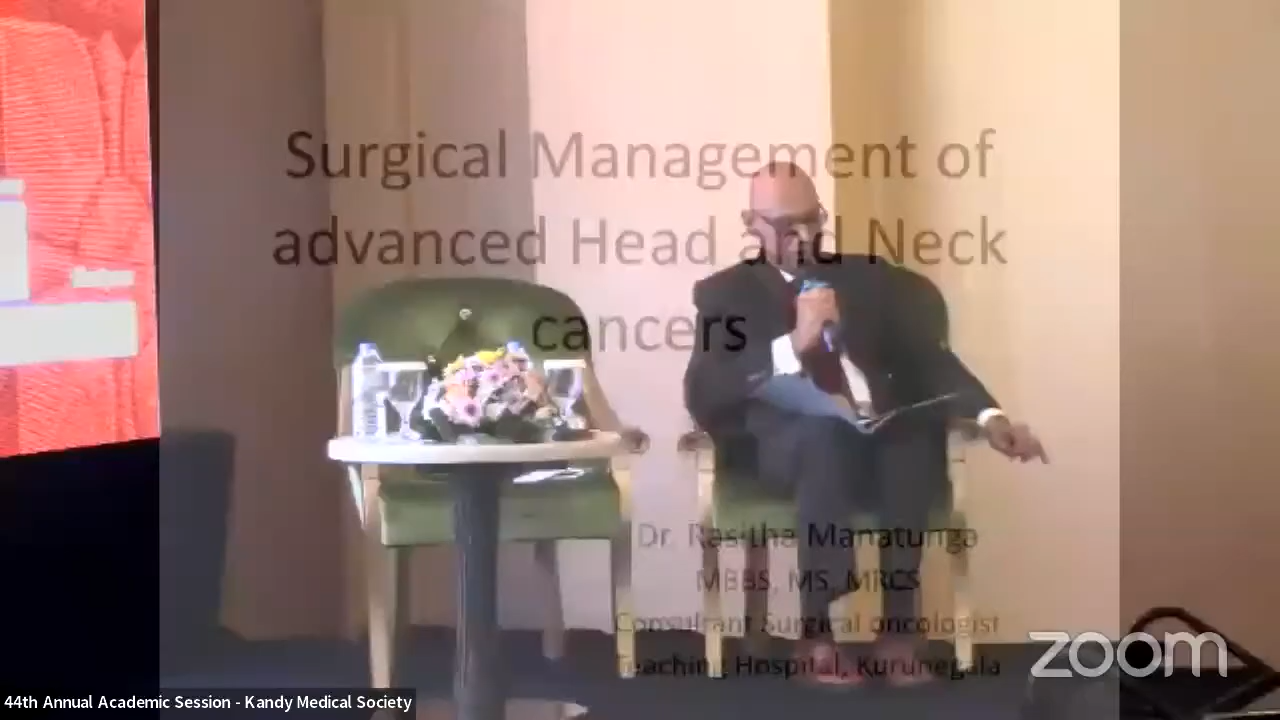 Surgical Management of
advanced Head and Neck
cancers
Dr. Rasitha Manatunga
MBBS, MS, MRCS
Consultant Surgical oncologist
Teaching Hospital, Kurunegala
zoom
44th Annual Academic Session - Kandy Medical Society